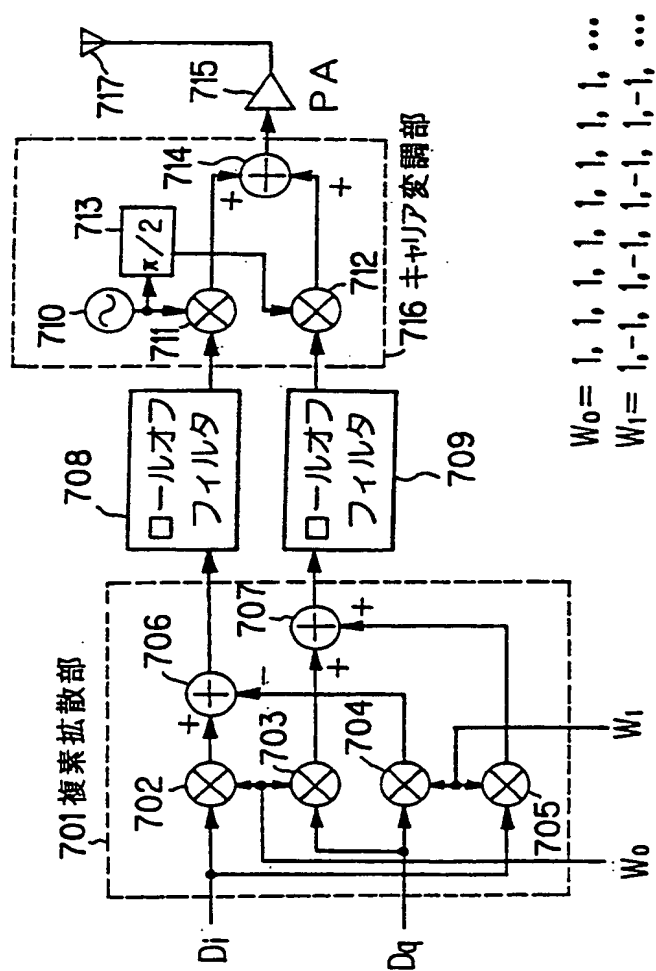 701 複素拡散部
702
703
704
705
706
707
+
-
+
+
Di
Dq
W0
W1
708
ロールオフ
フィルタ
ロールオフ
フィルタ
709
710
713
π/2
711
712
714
+
+
716 キャリア変調部
715
PA
717
W0= 1, 1, 1, 1, 1, 1, 1, 1, ...
W1= 1,-1, 1,-1, 1,-1, 1,-1, ...